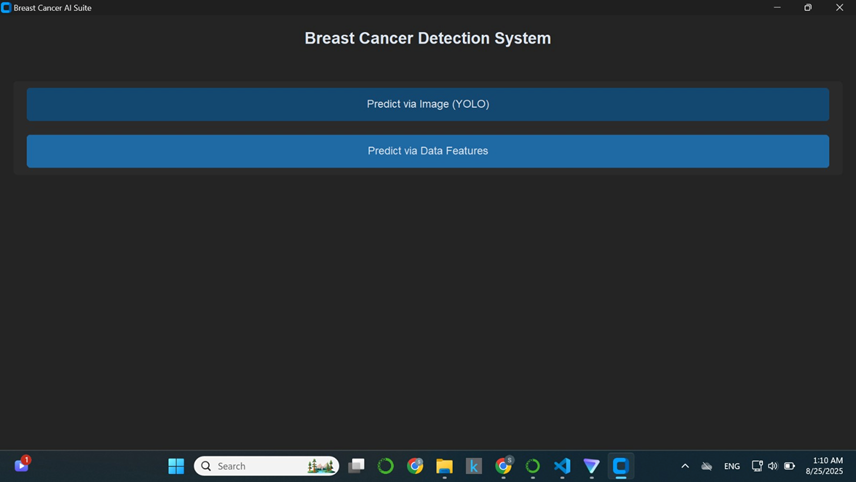 Breast Cancer AI Suite
Breast Cancer Detection System
Predict via Image (YOLO)
Predict via Data Features
1
Search
k
S
ENG
1:10 AM
8/25/2025